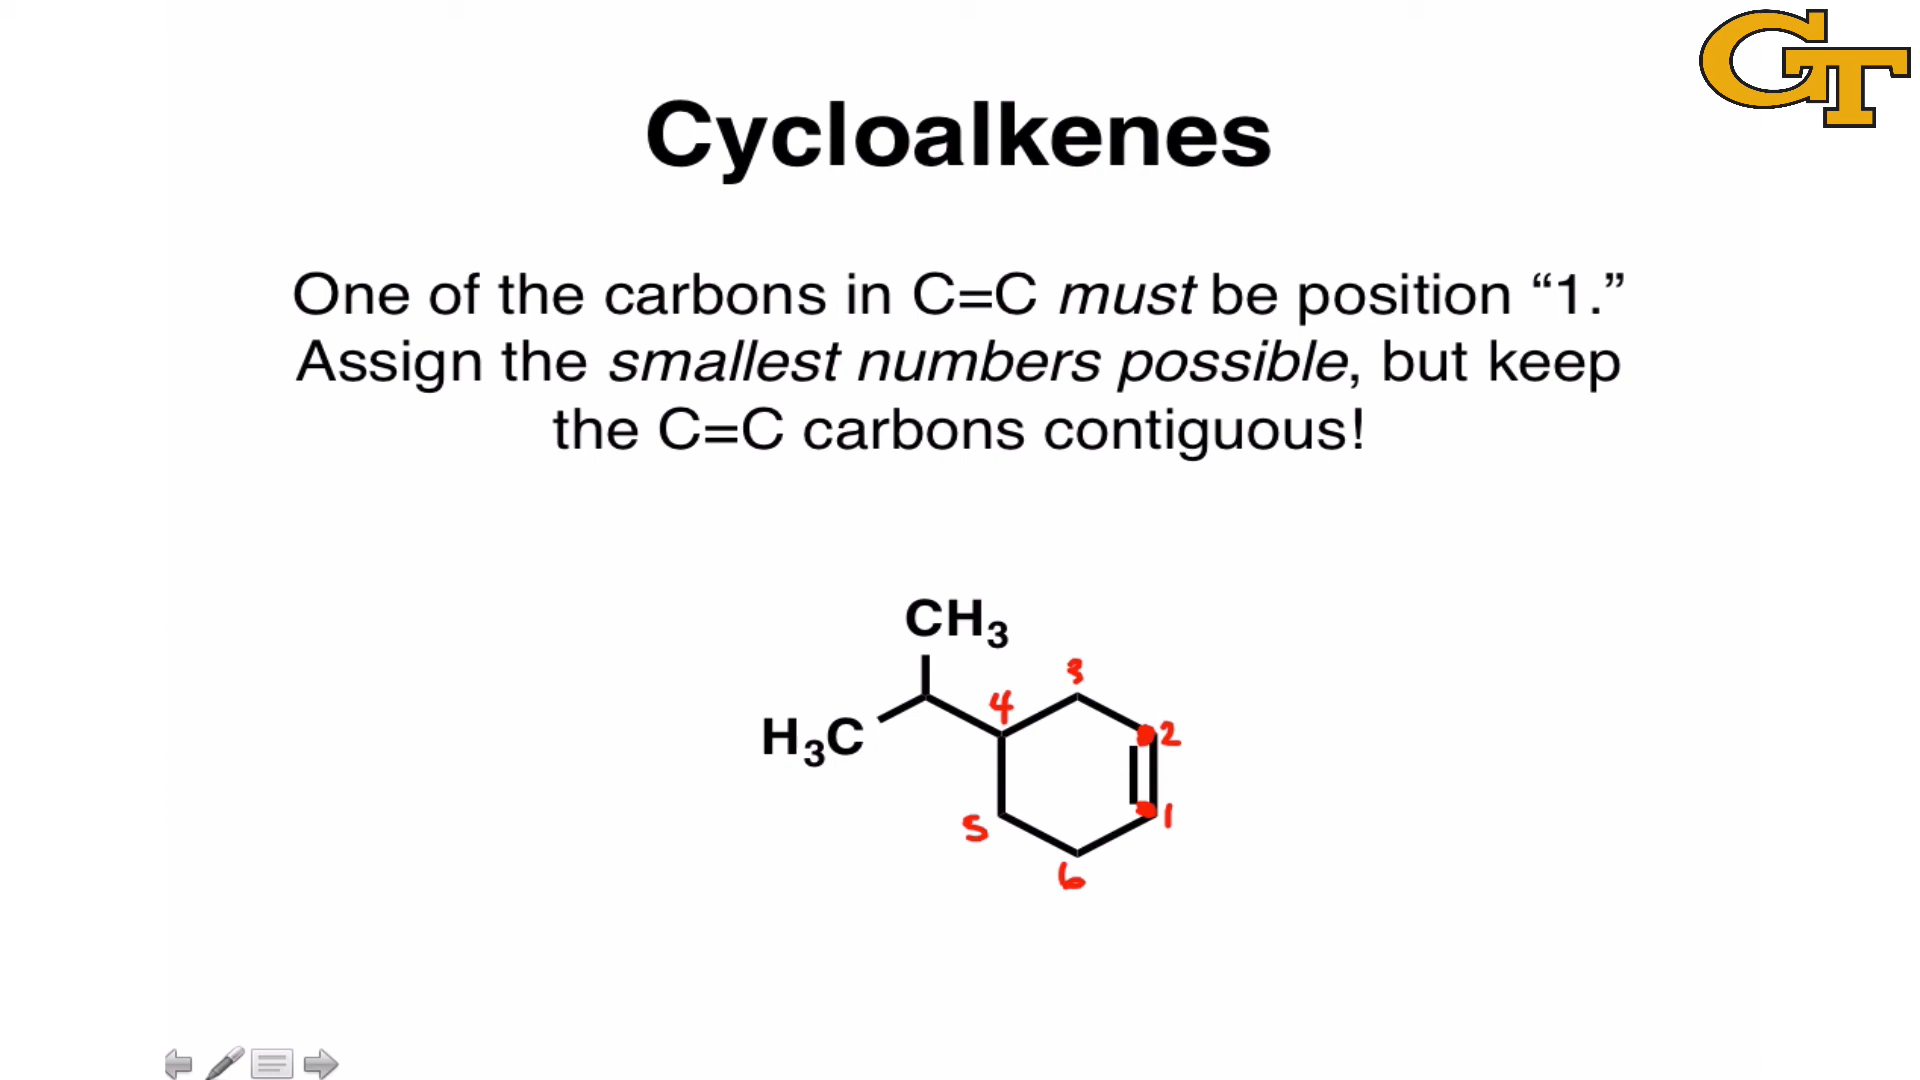 GT
Cycloalkenes
One of the carbons in C=C must be position “1.”
Assign the smallest numbers possible, but keep
the C=C carbons contiguous!
CH₃
3
4
H₃C
2
1
5
6